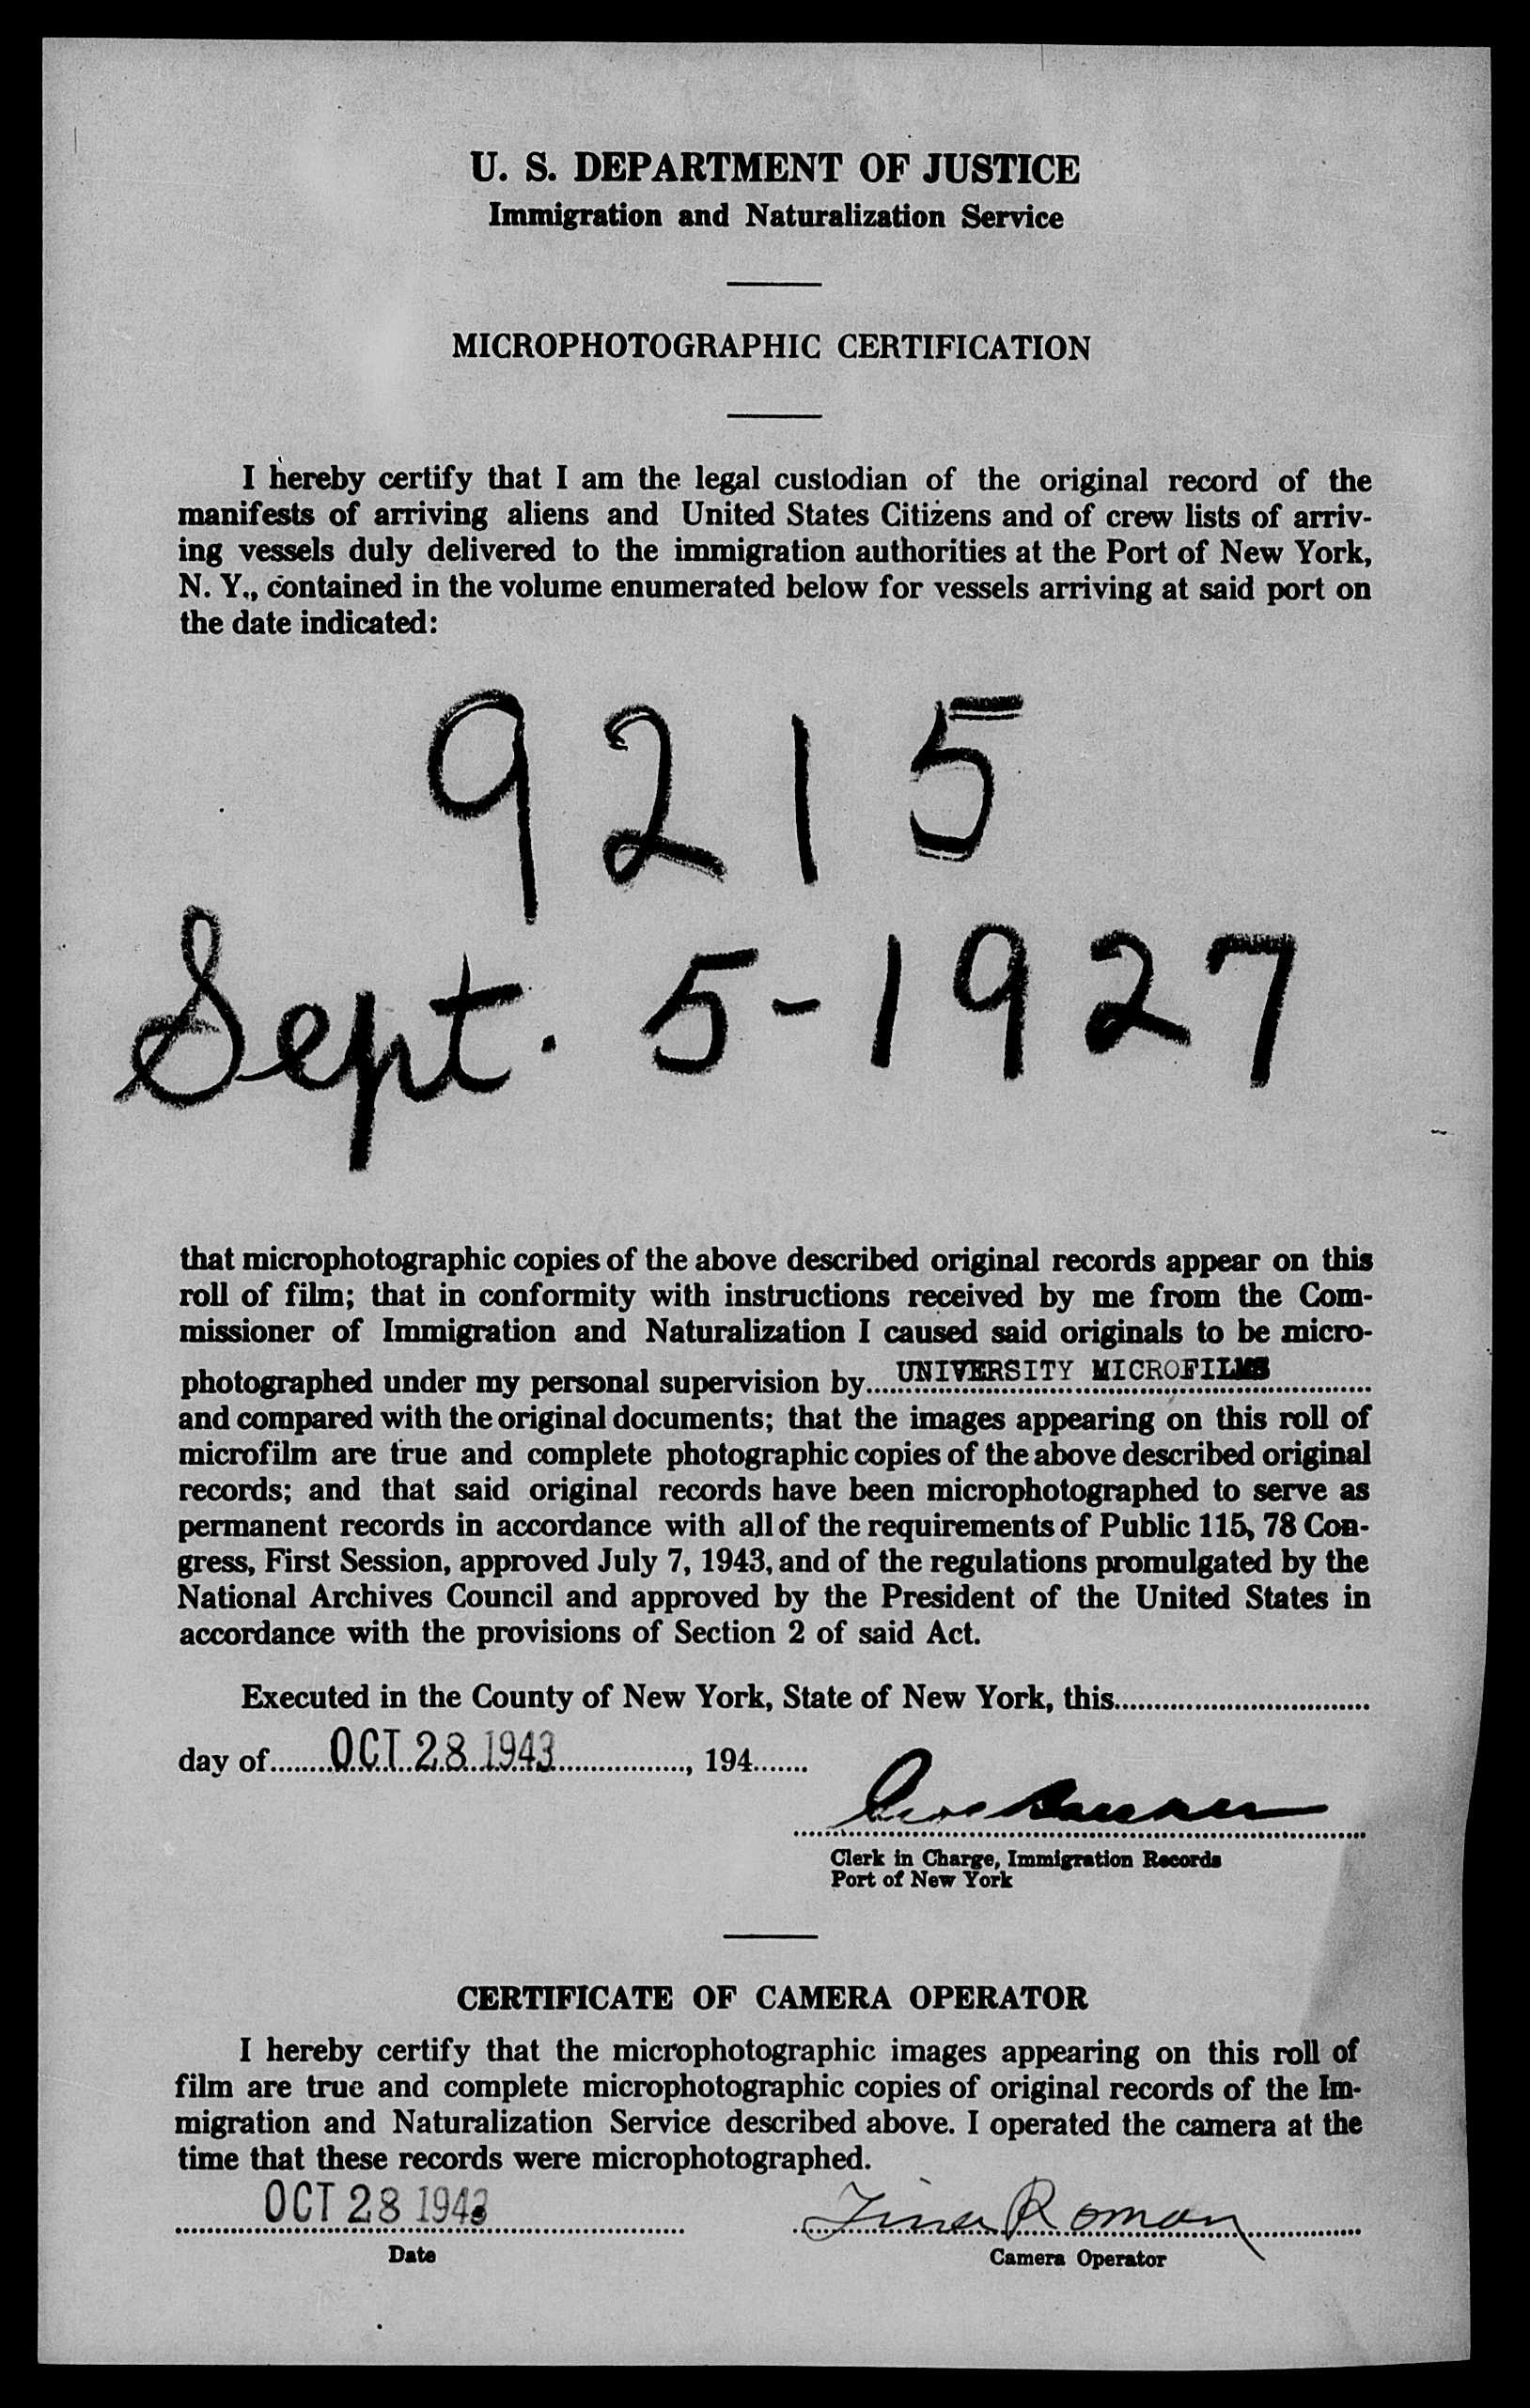 U. S. DEPARTMENT OF JUSTICE
Immigration and Naturalization Service
MICROPHOTOGRAPHIC CERTIFICATION
I hereby certify that I am the legal custodian of the original record of the
manifests of arriving aliens and United States Citizens and of crew lists of arriv-
ing vessels duly delivered to the immigration authorities at the Port of New York,
N. Y., contained in the volume enumerated below for vessels arriving at said port on
the date indicated:
9215
Sept. 5-1927
that microphotographic copies of the above described original records appear on this
roll of film; that in conformity with instructions received by me from the Com-
missioner of Immigration and Naturalization I caused said originals to be micro-
photographed under my personal supervision by UNIVERSITY MICROFILMS
and compared with the original documents; that the images appearing on this roll of
microfilm are true and complete photographic copies of the above described original
records; and that said original records have been microphotographed to serve as
permanent records in accordance with all of the requirements of Public 115, 78 Con-
gress, First Session, approved July 7, 1943, and of the regulations promulgated by the
National Archives Council and approved by the President of the United States in
accordance with the provisions of Section 2 of said Act.
Executed in the County of New York, State of New York, this
day of OCT 28 1943, 194
Clerk in Charge, Immigration Records
Port of New York
CERTIFICATE OF CAMERA OPERATOR
I hereby certify that the microphotographic images appearing on this roll of
film are true and complete microphotographic copies of original records of the Im-
migration and Naturalization Service described above. I operated the camera at the
time that these records were microphotographed.
OCT 28 1943 Tina Roman
Date Camera Operator